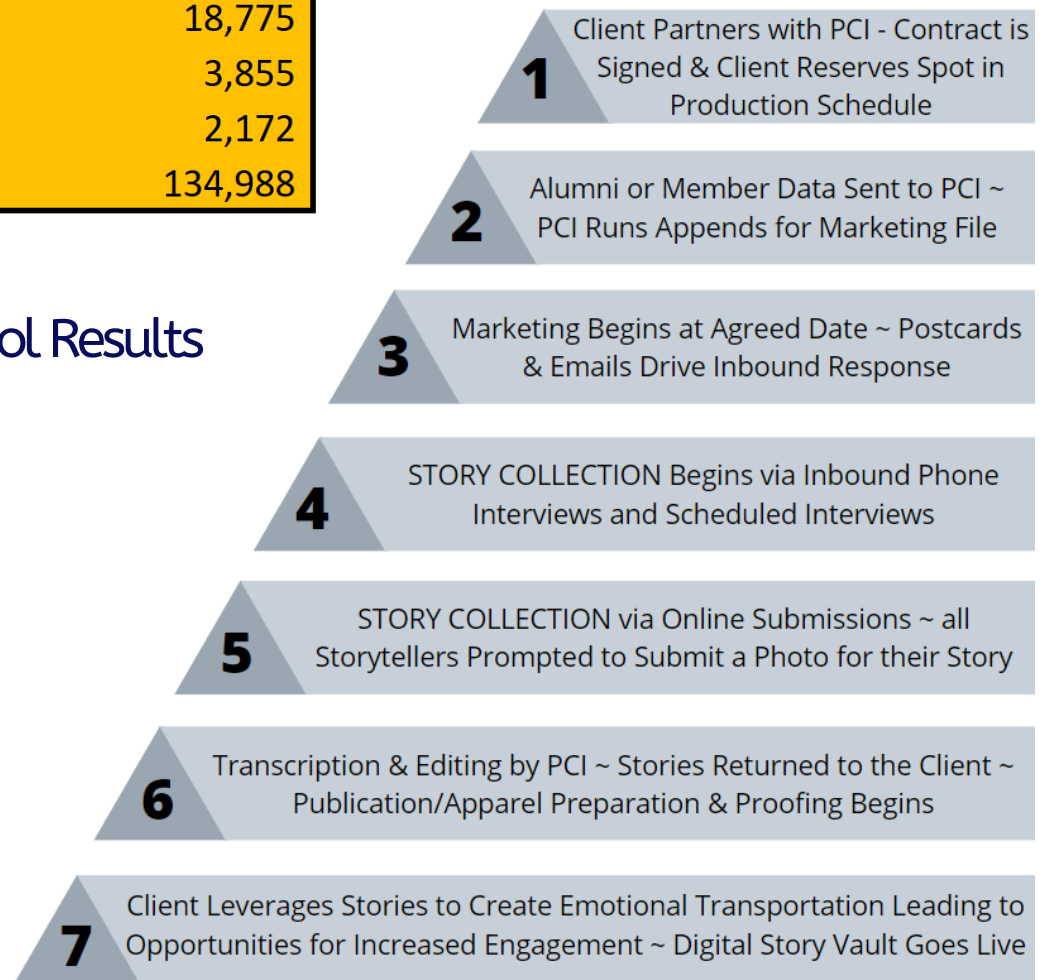 18,775
3,855
2,172
134,988
ol Results
1
Client Partners with PCI - Contract is
Signed & Client Reserves Spot in
Production Schedule
2
Alumni or Member Data Sent to PCI ~
PCI Runs Appends for Marketing File
3
Marketing Begins at Agreed Date ~ Postcards
& Emails Drive Inbound Response
4
STORY COLLECTION Begins via Inbound Phone
Interviews and Scheduled Interviews
5
STORY COLLECTION via Online Submissions ~ all
Storytellers Prompted to Submit a Photo for their Story
6
Transcription & Editing by PCI ~ Stories Returned to the Client ~
Publication/Apparel Preparation & Proofing Begins
7
Client Leverages Stories to Create Emotional Transportation Leading to
Opportunities for Increased Engagement ~ Digital Story Vault Goes Live